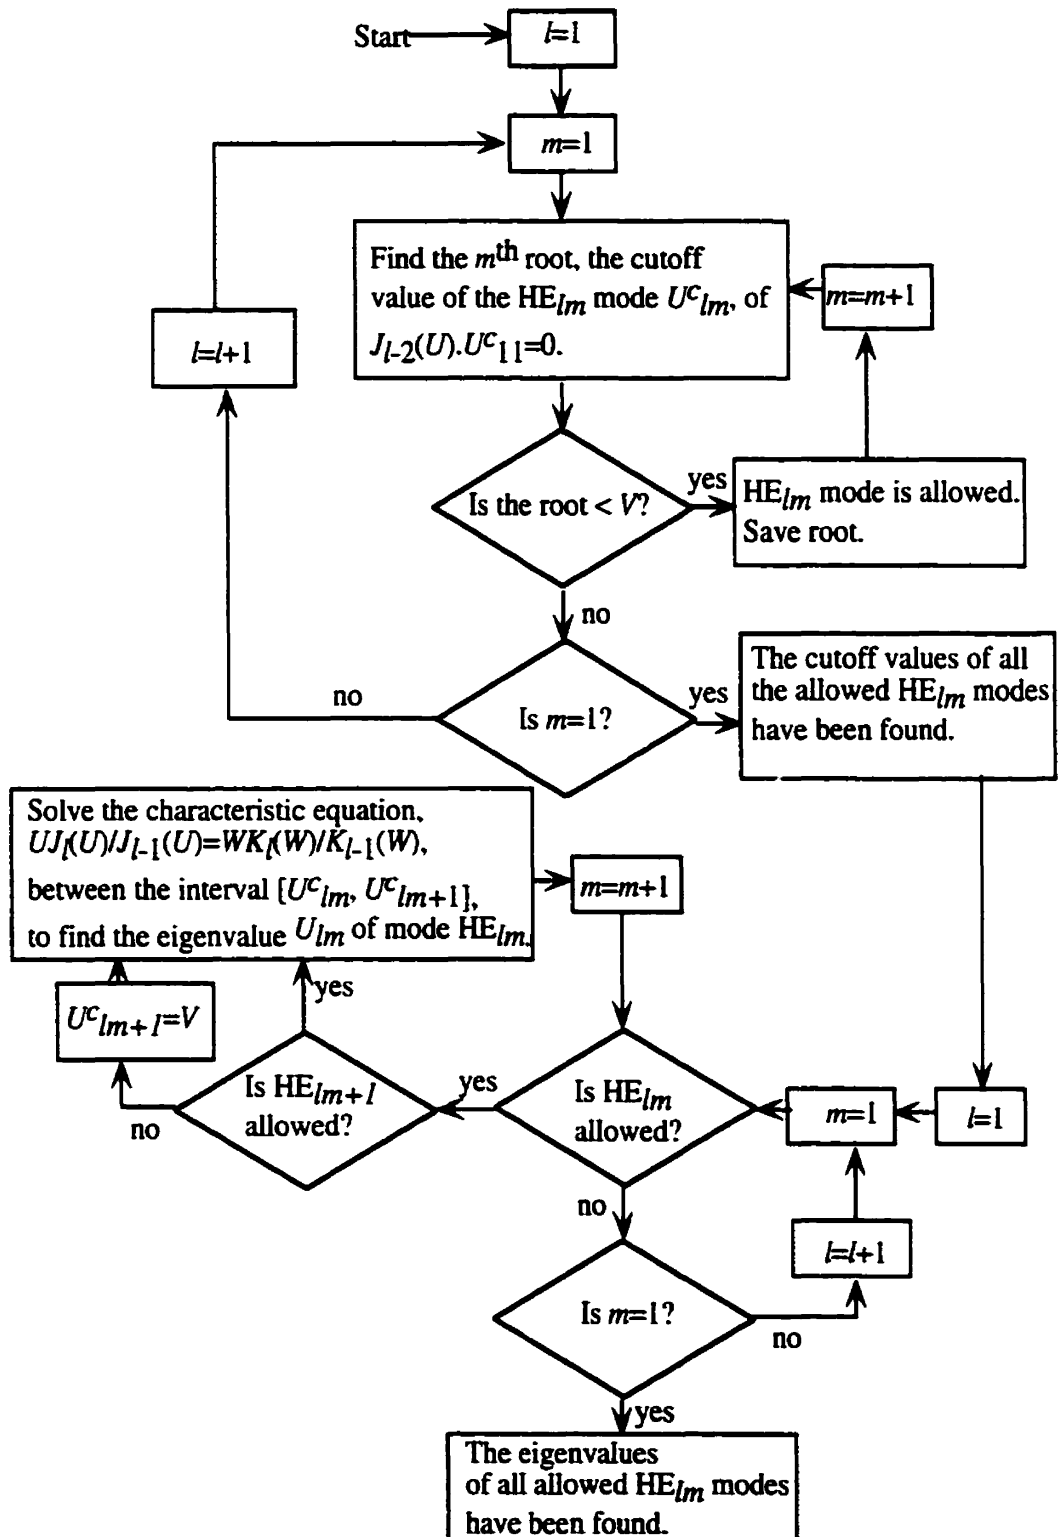 Start
l=1
m=1
Find the mth root, the cutoff
value of the HElm mode Uclm, of
Jl-2(U).Uc11=0.
m=m+1
l=l+1
Is the root < V?
yes
HElm mode is allowed.
Save root.
no
Is m=1?
no
yes
The cutoff values of all
the allowed HElm modes
have been found.
Solve the characteristic equation,
UJl(U)/Jl-1(U)=WKl(W)/Kl-1(W),
between the interval [Uclm, Uclm+1],
to find the eigenvalue Ulm of mode HElm.
m=m+1
yes
Uclm+1=V
Is HElm+1
allowed?
no
yes
Is HElm
allowed?
m=1
l=1
no
l=l+1
Is m=1?
no
yes
The eigenvalues
of all allowed HElm modes
have been found.